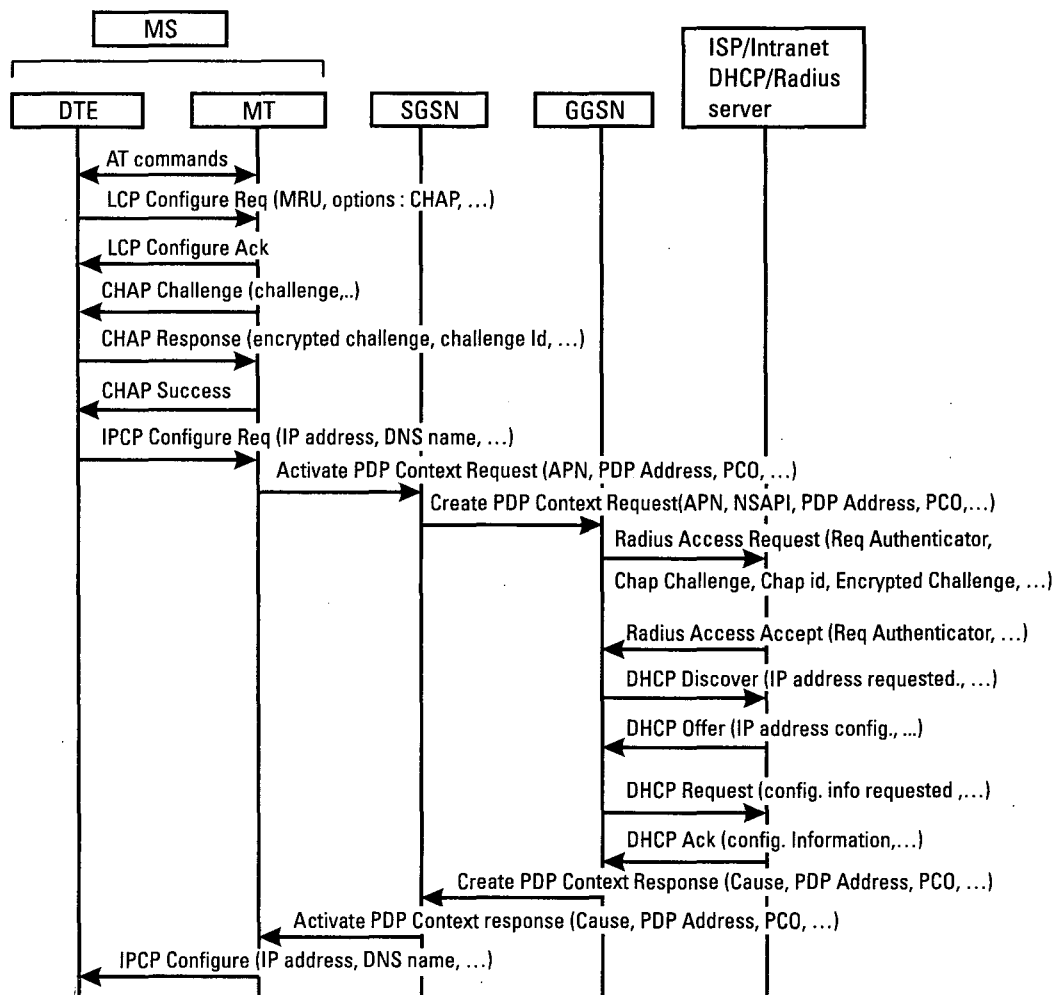 MS
ISP/Intranet
DHCP/Radius
server
DTE
MT
SGSN
GGSN
AT commands
LCP Configure Req (MRU, options : CHAP, ...)
LCP Configure Ack
CHAP Challenge (challenge,..)
CHAP Response (encrypted challenge, challenge Id, ...)
CHAP Success
IPCP Configure Req (IP address, DNS name, ...)
Activate PDP Context Request (APN, PDP Address, PCO, ...)
Create PDP Context Request(APN, NSAPI, PDP Address, PCO,...)
Radius Access Request (Req Authenticator,
Chap Challenge, Chap id, Encrypted Challenge, ...)
Radius Access Accept (Req Authenticator, ...)
DHCP Discover (IP address requested., ...)
DHCP Offer (IP address config., ...)
DHCP Request (config. info requested ,...)
DHCP Ack (config. Information,...)
Create PDP Context Response (Cause, PDP Address, PCO, ...)
Activate PDP Context response (Cause, PDP Address, PCO, ...)
IPCP Configure (IP address, DNS name, ...)